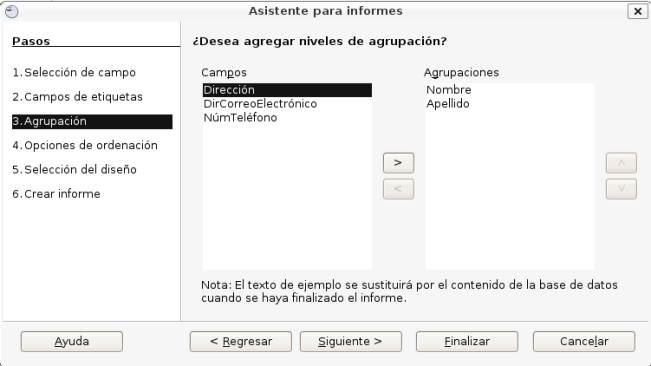 Asistente para informes
Pasos
1.Selección de campo
2.Campos de etiquetas
3.Agrupación
4.Opciones de ordenación
5.Selección del diseño
6.Crear informe
¿Desea agregar niveles de agrupación?
Campos
Dirección
DirCorreoElectrónico
NúmTeléfono
>
<
Agrupaciones
Nombre
Apellido
^
v
Nota: El texto de ejemplo se sustituirá por el contenido de la base de datos
cuando se haya finalizado el informe.
Ayuda
< Regresar
Siguiente >
Finalizar
Cancelar